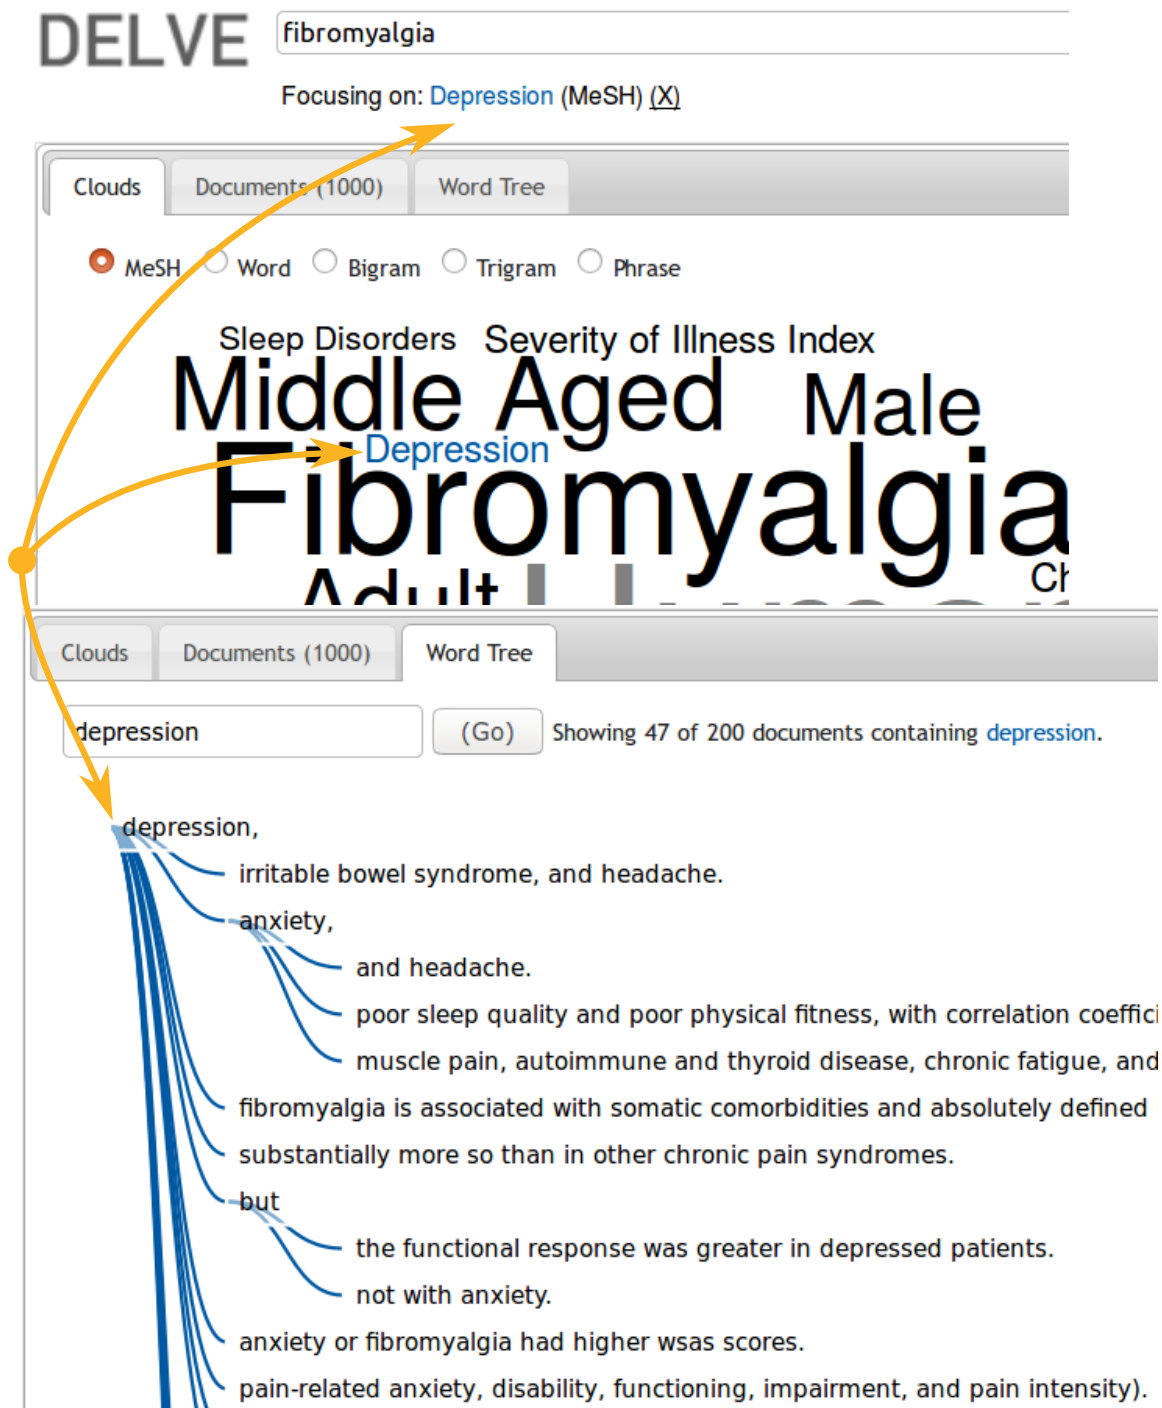 DELVE
fibromyalgia
Focusing on: Depression (MeSH) (X)
Clouds Documents (1000) Word Tree
MeSH Word Bigram Trigram Phrase
Sleep Disorders Severity of Illness Index
Middle Aged Male
Depression
Fibromyalgia
Adult
Clouds Documents (1000) Word Tree
depression (Go) Showing 47 of 200 documents containing depression.
depression,
irritable bowel syndrome, and headache.
anxiety,
and headache.
poor sleep quality and poor physical fitness, with correlation
muscle pain, autoimmune and thyroid disease, chronic fatigue, and
fibromyalgia is associated with somatic comorbidities and absolutely defined
substantially more so than in other chronic pain syndromes.
but
the functional response was greater in depressed patients.
not with anxiety.
anxiety or fibromyalgia had higher wsas scores.
pain-related anxiety, disability, functioning, impairment, and pain intensity).